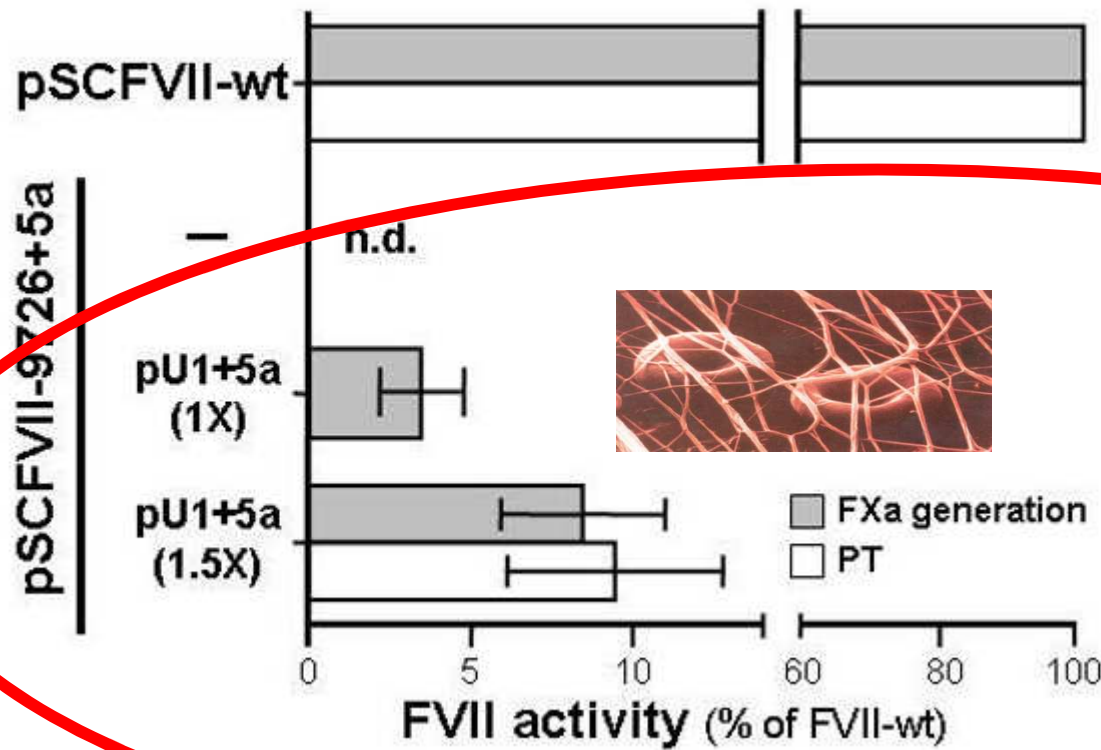 pSCFVII-wt
pSCFVII-9726+5a
–
n.d.
pU1+5a
(1X)
pU1+5a
(1.5X)
FXa generation
PT
0 5 10 60 80 100
FVII activity (% of FVII-wt)